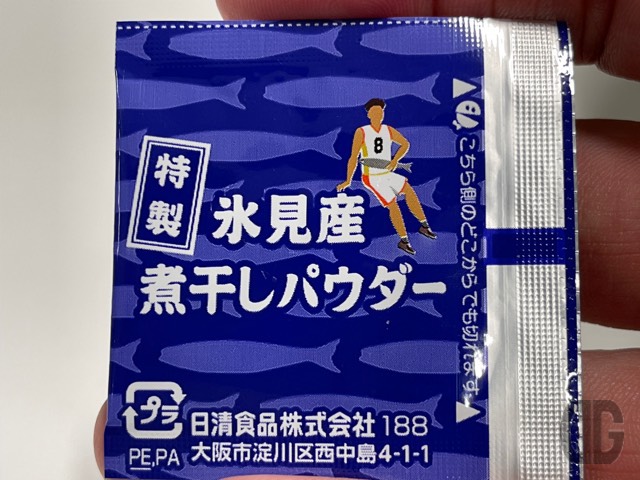 特製
8
氷見産
煮干しパウダー
こちら側のどこからでも切れます
プラ
PE,PA
日清食品株式会社 188
大阪市淀川区西中島4-1-1